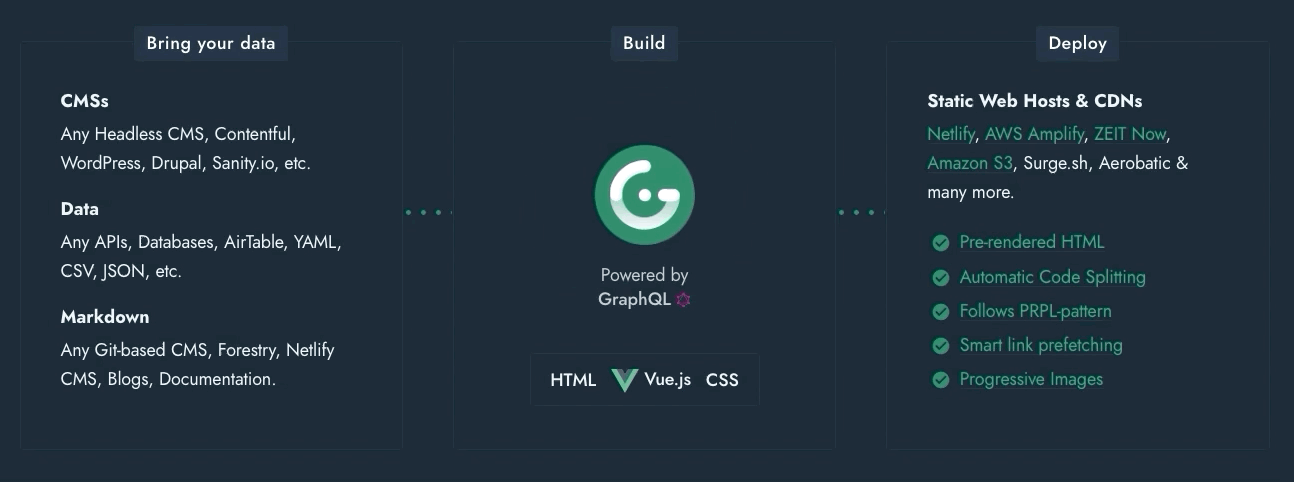 Bring your data
CMSs
Any Headless CMS, Contentful,
WordPress, Drupal, Sanity.io, etc.
Data
Any APIs, Databases, AirTable, YAML,
CSV, JSON, etc.
Markdown
Any Git-based CMS, Forestry, Netlify
CMS, Blogs, Documentation.
Build
Powered by
GraphQL
HTML Vue.js CSS
Deploy
Static Web Hosts & CDNs
Netlify, AWS Amplify, ZEIT Now,
Amazon S3, Surge.sh, Aerobatic &
many more.
Pre-rendered HTML
Automatic Code Splitting
Follows PRPL-pattern
Smart link prefetching
Progressive Images